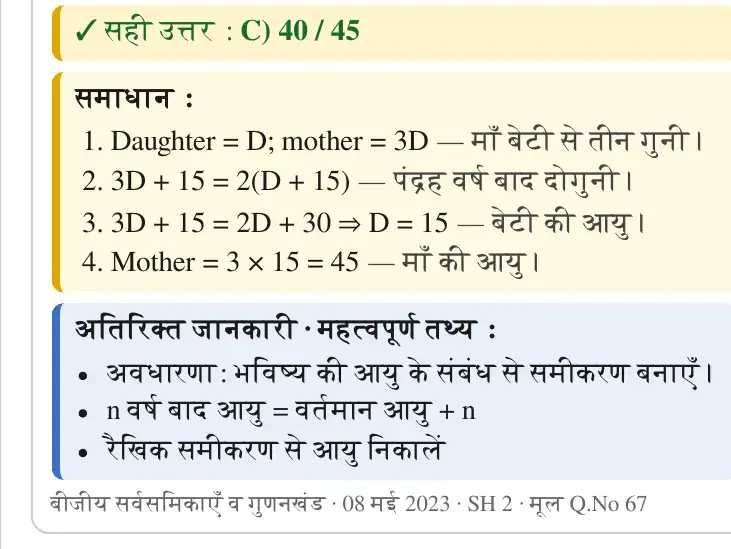 ✓ सही उत्तर : C) 40 / 45
समाधान :
1. Daughter = D; mother = 3D — माँ बेटी से तीन गुनी।
2. 3D + 15 = 2(D + 15) — पंद्रह वर्ष बाद दोगुनी।
3. 3D + 15 = 2D + 30 ⇒ D = 15 — बेटी की आयु।
4. Mother = 3 × 15 = 45 — माँ की आयु।
अतिरिक्त जानकारी · महत्वपूर्ण तथ्य :
• अवधारणा : भविष्य की आयु के संबंध से समीकरण बनाएँ।
• n वर्ष बाद आयु = वर्तमान आयु + n
• रैखिक समीकरण से आयु निकालें
बीजीय सर्वसमिकाएँ व गुणनखंड · 08 मई 2023 · SH 2 · मूल Q.No 67